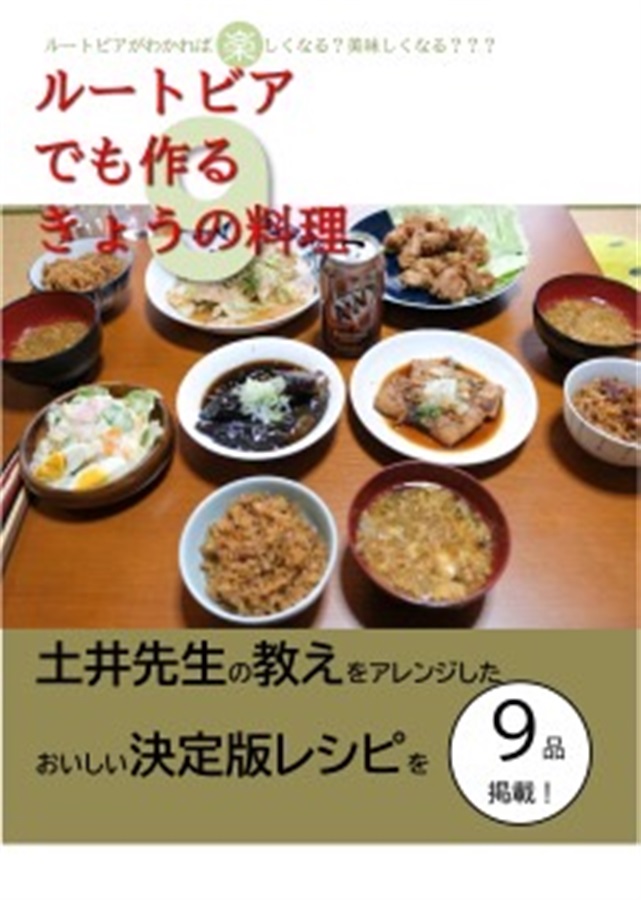 ルートビアがわかれば楽しくなる？美味しくなる？？？
ルートビア
でも作る
9
きょうの料理
土井先生の教えをアレンジした
おいしい決定版レシピを
9品
掲載！